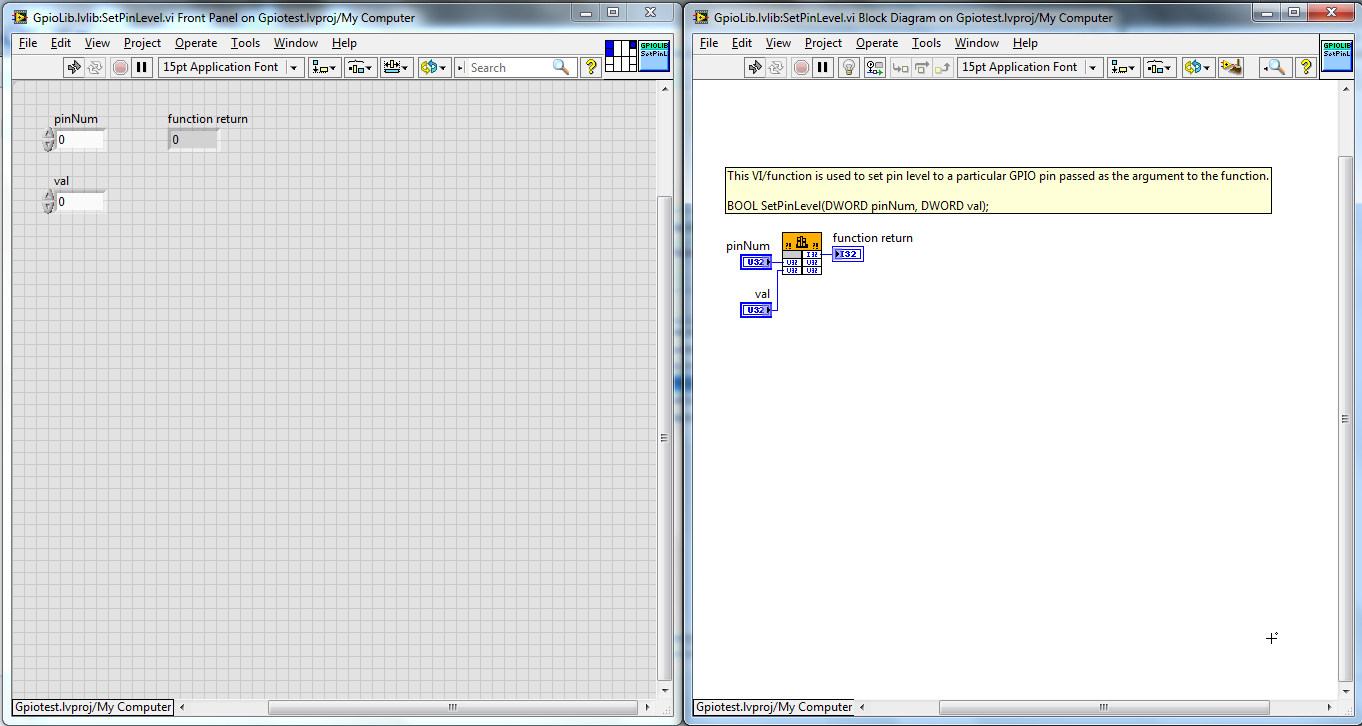 GpioLib.lvlib:SetPinLevel.vi Front Panel on Gpiotest.lvproj/My Computer
File Edit View Project Operate Tools Window Help
GPIOLIB
SetPinL
15pt Application Font
Search
?
pinNum
0
function return
0
val
0
Gpiotest.lvproj/My Computer
GpioLib.lvlib:SetPinLevel.vi Block Diagram on Gpiotest.lvproj/My Computer
File Edit View Project Operate Tools Window Help
GPIOLIB
SetPinL
15pt Application Font
?
This VI/function is used to set pin level to a particular GPIO pin passed as the argument to the function.
BOOL SetPinLevel(DWORD pinNum, DWORD val);
pinNum
U32
?! ?!
I32
U32 U32
U32 U32
function return
I32
val
U32
Gpiotest.lvproj/My Computer